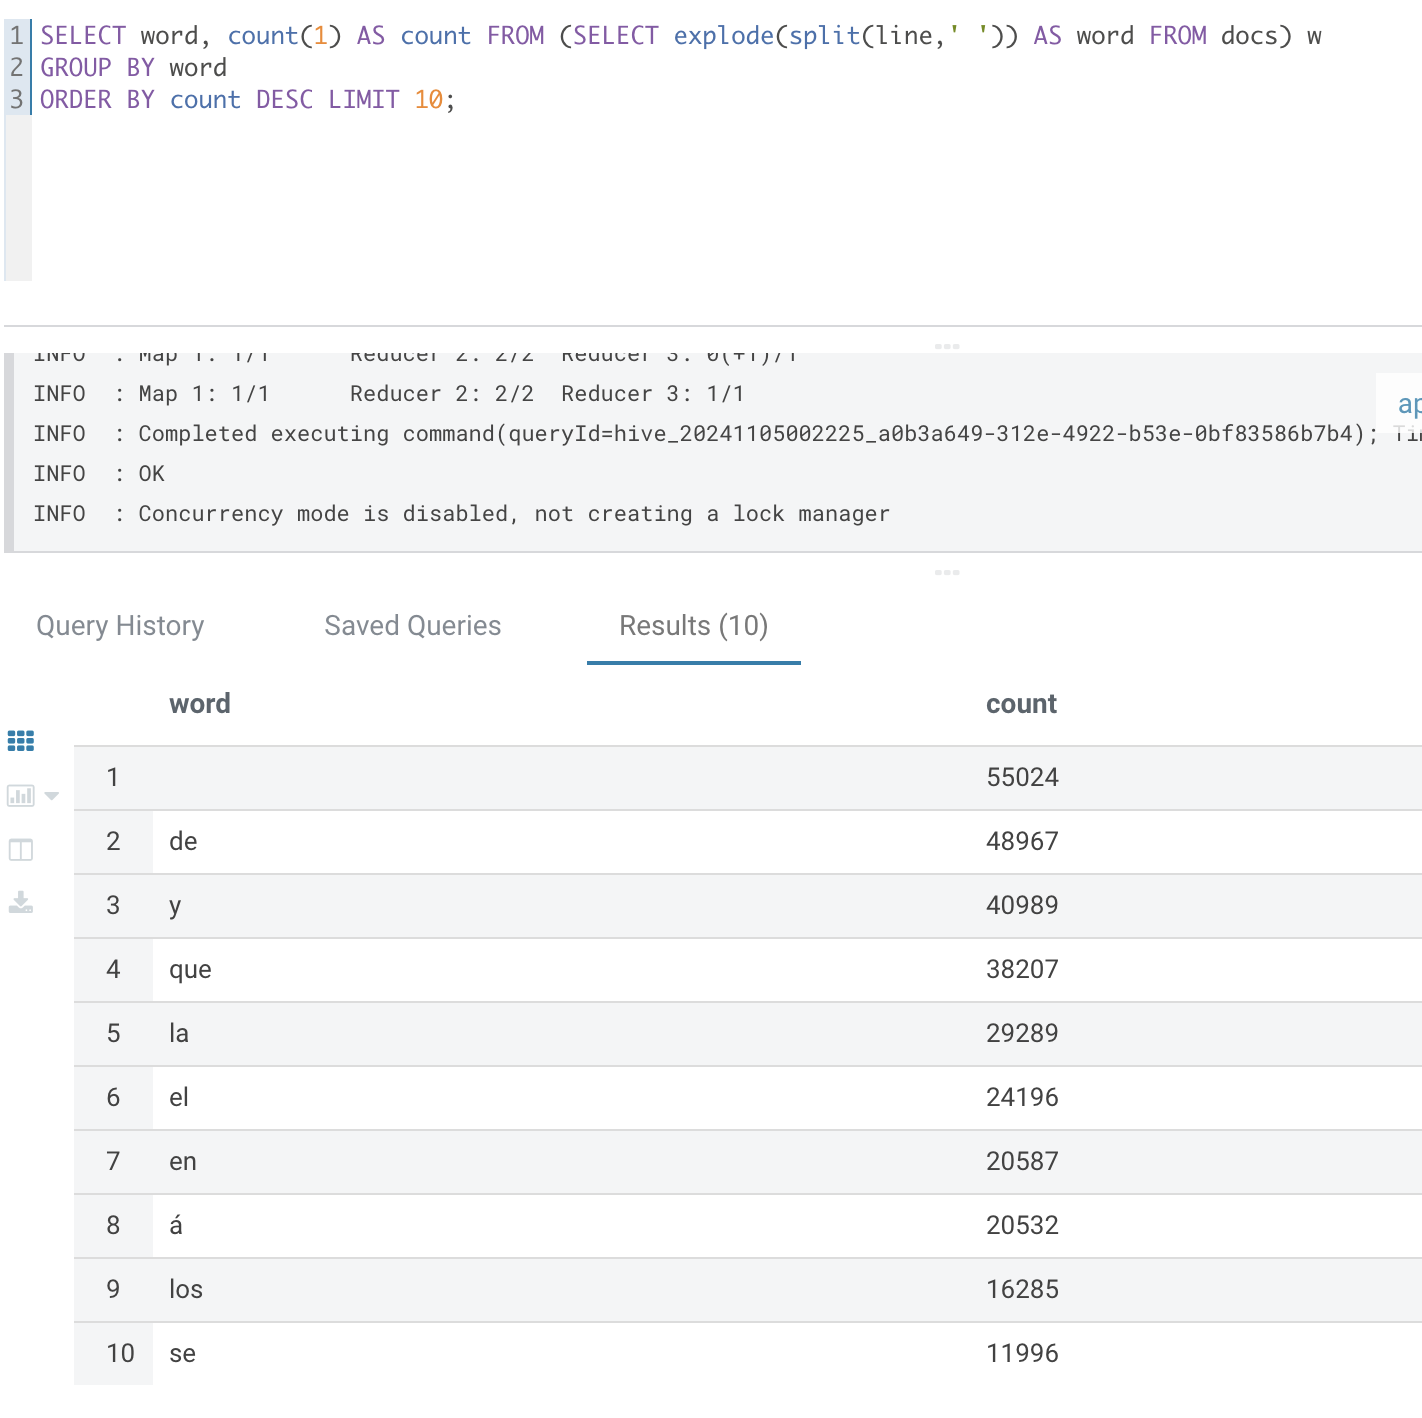 1 SELECT word, count(1) AS count FROM (SELECT explode(split(line,' ')) AS word FROM docs) w
2 GROUP BY word
3 ORDER BY count DESC LIMIT 10;
INFO  : Map 1: 1/1      Reducer 2: 2/2  Reducer 3: 0(+1)/1
INFO  : Map 1: 1/1      Reducer 2: 2/2  Reducer 3: 1/1
INFO  : Completed executing command(queryId=hive_20241105002225_a0b3a649-312e-4922-b53e-0bf83586b7b4);
INFO  : OK
INFO  : Concurrency mode is disabled, not creating a lock manager
Query History Saved Queries Results (10)
word count
1 55024
2 de 48967
3 y 40989
4 que 38207
5 la 29289
6 el 24196
7 en 20587
8 á 20532
9 los 16285
10 se 11996